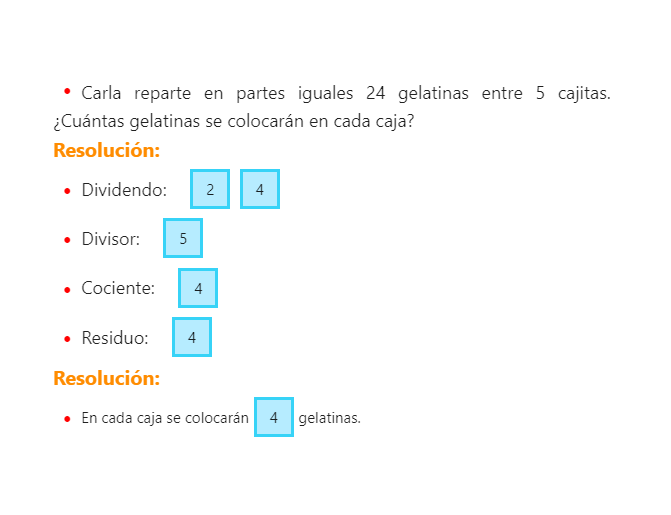 • Carla reparte en partes iguales 24 gelatinas entre 5 cajitas.
¿Cuántas gelatinas se colocarán en cada caja?
Resolución:
• Dividendo: 2 4
• Divisor: 5
• Cociente: 4
• Residuo: 4
Resolución:
• En cada caja se colocarán 4 gelatinas.